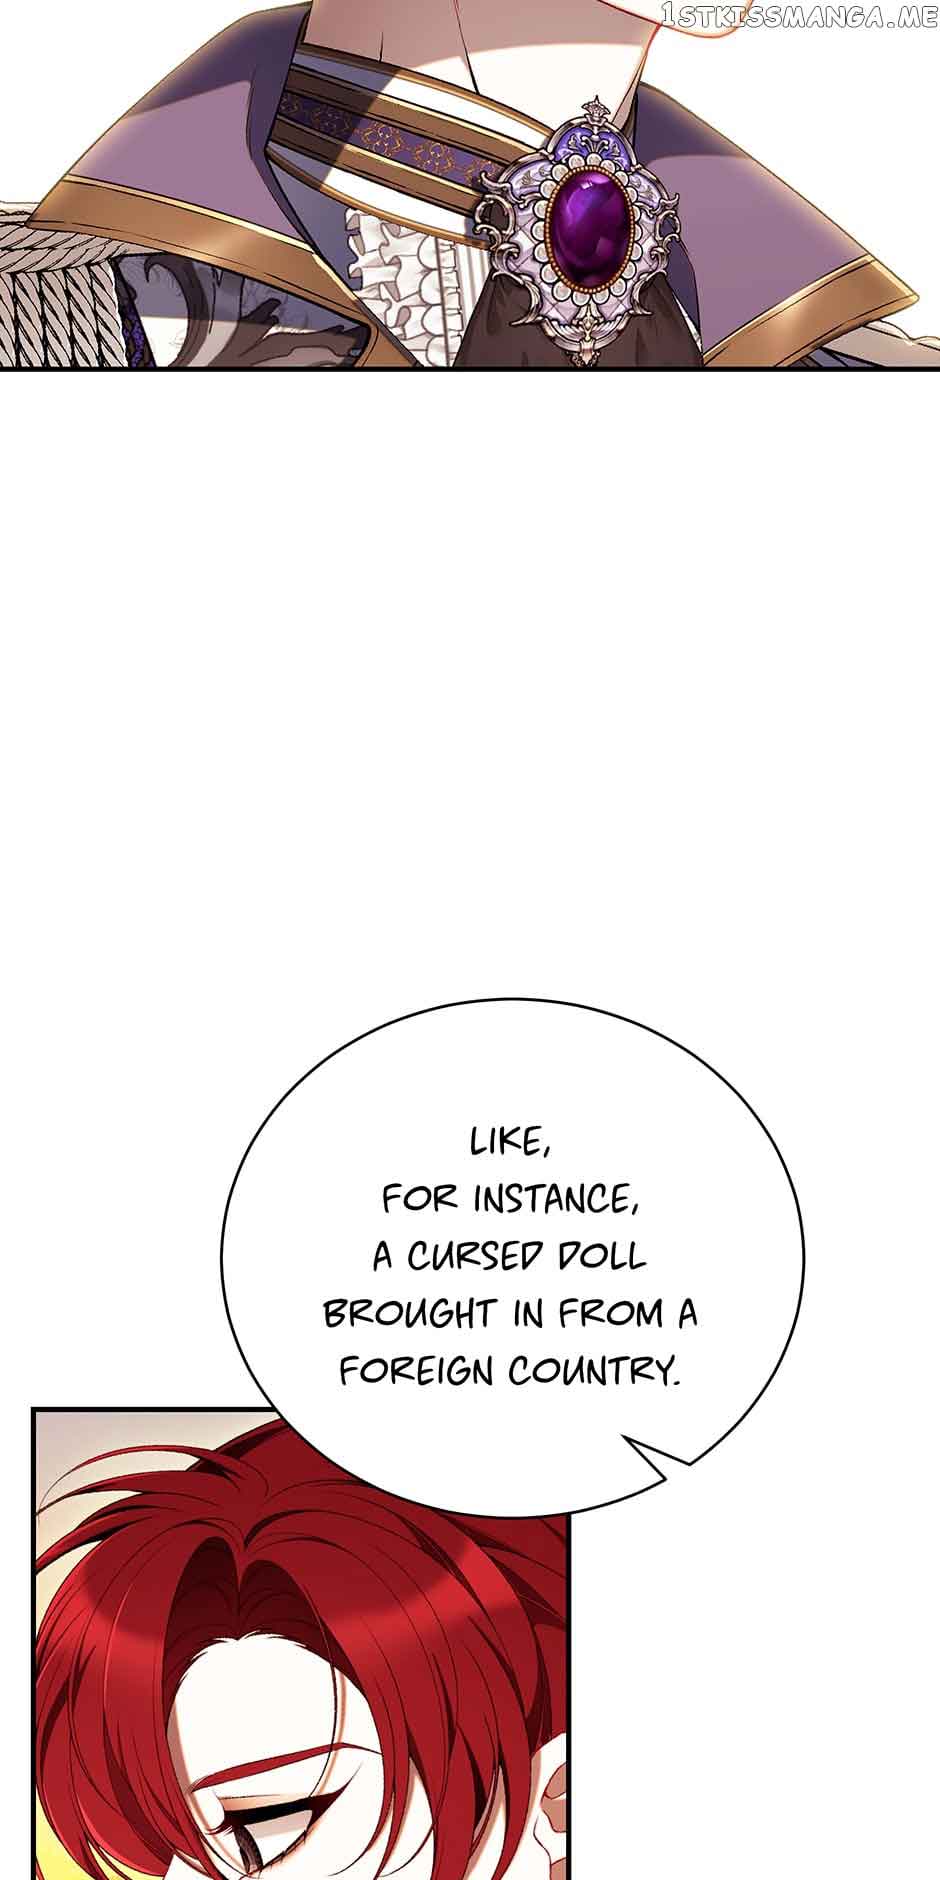 1STKISSMANGA.ME
LIKE,
FOR INSTANCE,
A CURSED DOLL
BROUGHT IN FROM A
FOREIGN COUNTRY.